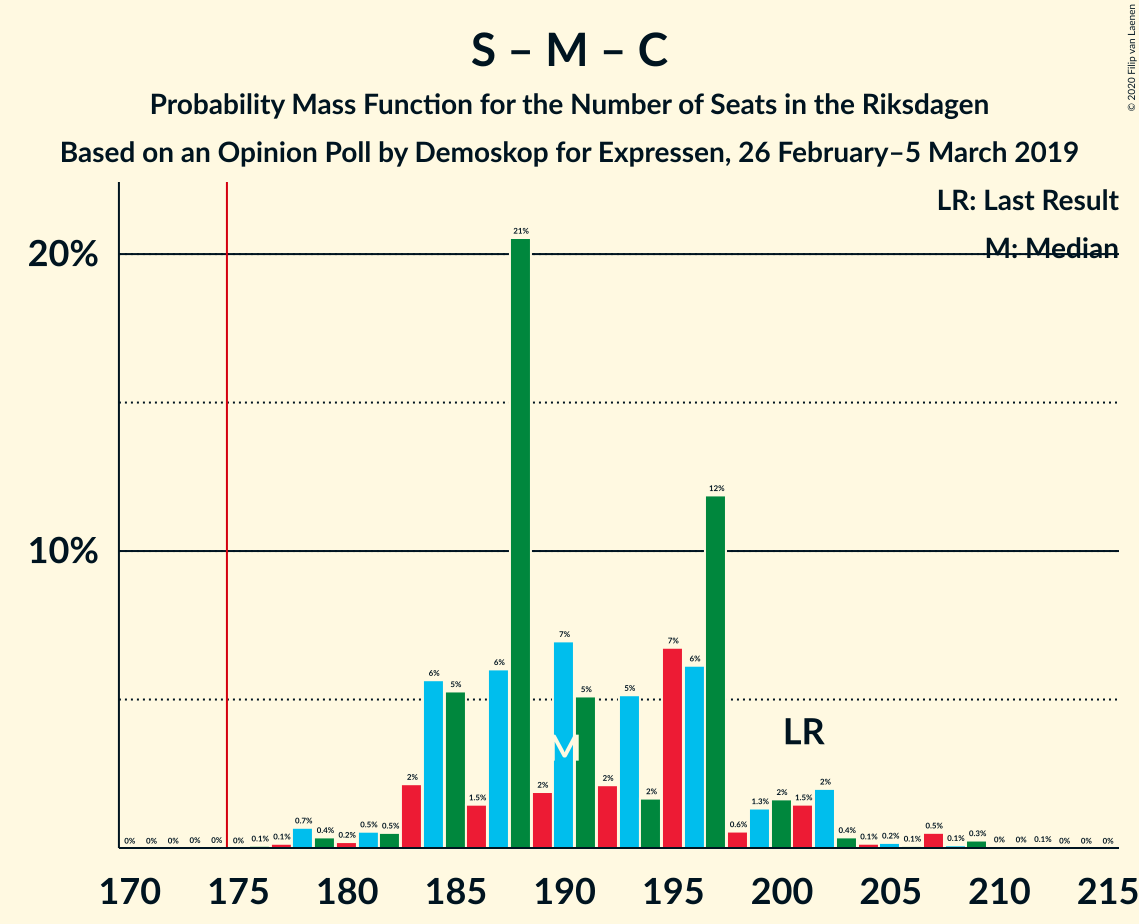 © 2020 Filip van Laenen
S – M – C
Probability Mass Function for the Number of Seats in the Riksdagen
Based on an Opinion Poll by Demoskop for Expressen, 26 February–5 March 2019
LR: Last Result
M: Median
20%
10%
0% 0% 0% 0% 0% 0% 0.1% 0.1% 0.7% 0.4% 0.2% 0.5% 0.5% 2% 6% 5% 1.5% 6% 21% 2% 7% 5% 2% 5% 2% 7% 6% 12% 0.6% 1.3% 2% 1.5% 2% 0.4% 0.1% 0.2% 0.1% 0.5% 0.1% 0.3% 0% 0% 0.1% 0% 0% 0%
M
LR
170 175 180 185 190 195 200 205 210 215